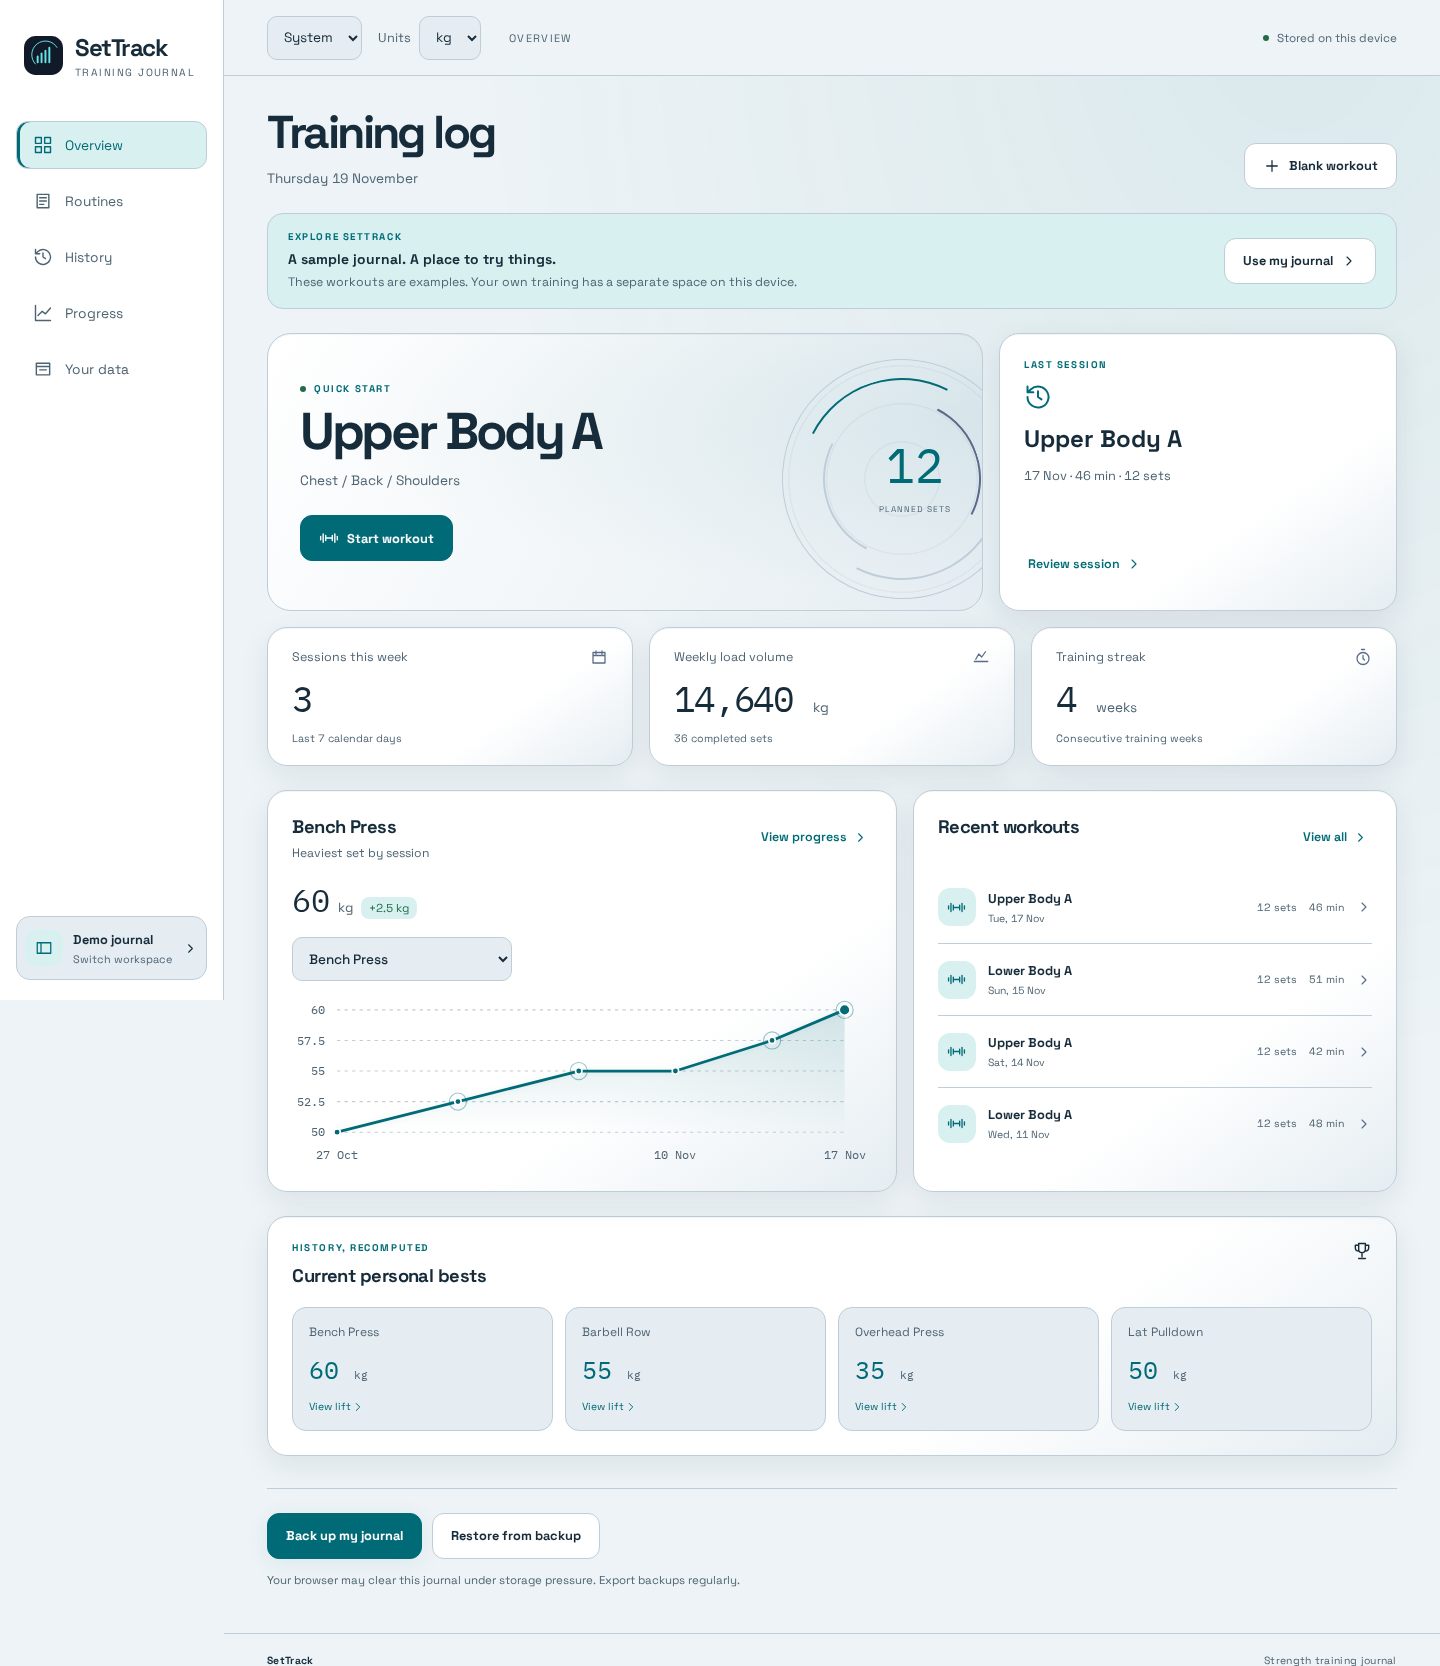 SetTrack
TRAINING JOURNAL
Overview
Routines
History
Progress
Your data
Demo journal
Switch workspace
System
Units
kg
OVERVIEW
Stored on this device
Training log
Thursday 19 November
Blank workout
EXPLORE SETTRACK
A sample journal. A place to try things.
These workouts are examples. Your own training has a separate space on this device.
Use my journal
QUICK START
Upper Body A
Chest / Back / Shoulders
Start workout
12
PLANNED SETS
LAST SESSION
Upper Body A
17 Nov · 46 min · 12 sets
Review session
Sessions this week
3
Last 7 calendar days
Weekly load volume
14,640 kg
36 completed sets
Training streak
4 weeks
Consecutive training weeks
Bench Press
Heaviest set by session
View progress
60 kg +2.5 kg
Bench Press
60
57.5
55
52.5
50
27 Oct
10 Nov
17 Nov
Recent workouts
View all
Upper Body A
Tue, 17 Nov
12 sets 46 min
Lower Body A
Sun, 15 Nov
12 sets 51 min
Upper Body A
Sat, 14 Nov
12 sets 42 min
Lower Body A
Wed, 11 Nov
12 sets 48 min
HISTORY, RECOMPUTED
Current personal bests
Bench Press
60 kg
View lift
Barbell Row
55 kg
View lift
Overhead Press
35 kg
View lift
Lat Pulldown
50 kg
View lift
Back up my journal
Restore from backup
Your browser may clear this journal under storage pressure. Export backups regularly.
SetTrack
Strength training journal